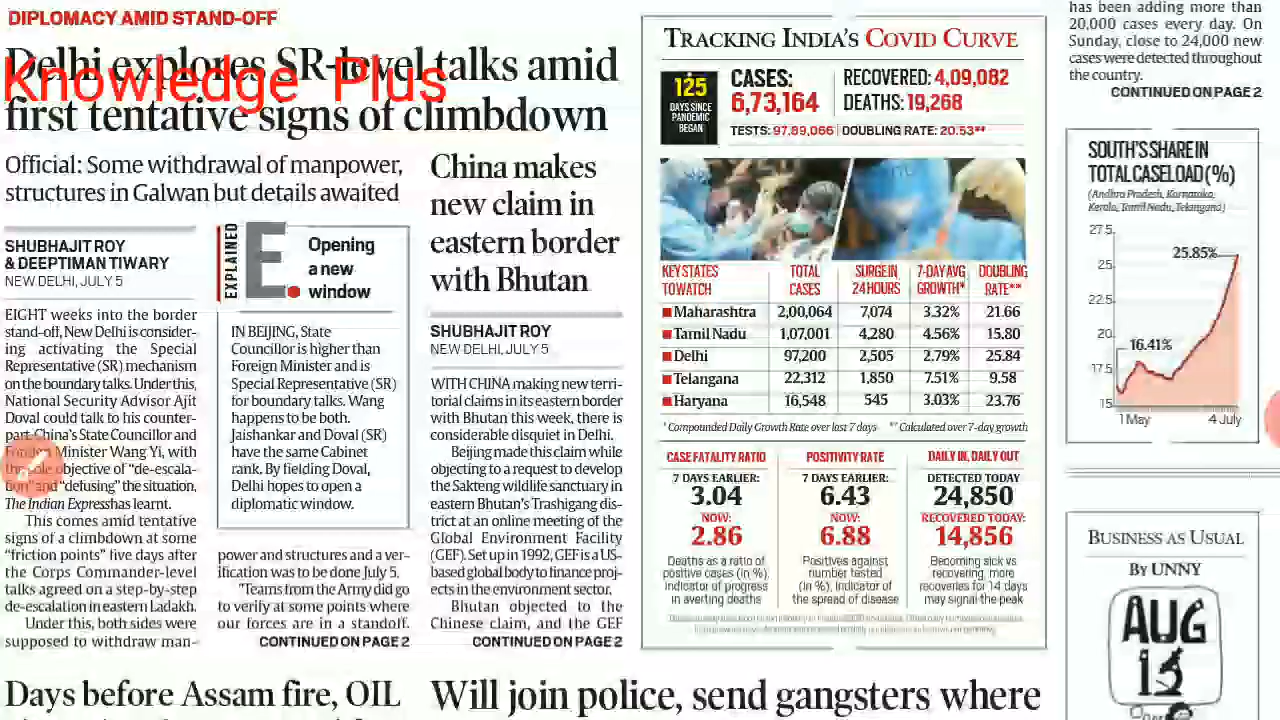 DIPLOMACY AMID STAND-OFF
Delhi explores SR-level talks amid
first tentative signs of climbdown
Knowledge Plus
Official: Some withdrawal of manpower,
structures in Galwan but details awaited
SHUBHAJIT ROY
& DEEPTIMAN TIWARY
NEW DELHI, JULY 5
EIGHT weeks into the border
stand-off, New Delhi is consider-
ing activating the Special
Representative (SR) mechanism
on the boundary talks. Under this,
National Security Advisor Ajit
Doval could talk to his counter-
part, China's State Councillor and
Foreign Minister Wang Yi, with
the sole objective of "de-escala-
tion" and "defusing" the situation,
The Indian Express has learnt.
This comes amid tentative
signs of a climbdown at some
"friction points" five days after
the Corps Commander-level
talks agreed on a step-by-step
de-escalation in eastern Ladakh.
Under this, both sides were
supposed to withdraw man-
EXPLAINED
E.
Opening
a new
window
IN BEIJING, State
Councillor is higher than
Foreign Minister and is
Special Representative (SR)
for boundary talks. Wang
happens to be both.
Jaishankar and Doval (SR)
have the same Cabinet
rank. By fielding Doval,
Delhi hopes to open a
diplomatic window.
power and structures and a ver-
ification was to be done July 5.
"Teams from the Army did go
to verify at some points where
our forces are in a standoff.
CONTINUED ON PAGE 2
China makes
new claim in
eastern border
with Bhutan
SHUBHAJIT ROY
NEW DELHI, JULY 5
WITH CHINA making new terri-
torial claims in its eastern border
with Bhutan this week, there is
considerable disquiet in Delhi.
Beijing made this claim while
objecting to a request to develop
the Sakteng wildlife sanctuary in
eastern Bhutan's Trashigang dis-
trict at an online meeting of the
Global Environment Facility
(GEF). Set up in 1992, GEF is a US-
based global body to finance proj-
ects in the environment sector.
Bhutan objected to the
Chinese claim, and the GEF
CONTINUED ON PAGE 2
TRACKING INDIA'S COVID CURVE
125
DAYS SINCE
PANDEMIC
BEGAN
CASES:
6,73,164
RECOVERED: 4,09,082
DEATHS: 19,268
TESTS: 97,89,066 | DOUBLING RATE: 20.53**
KEY STATES TO WATCH TOTAL CASES SURGE IN 24 HOURS 7-DAY AVG GROWTH* DOUBLING RATE**
Maharashtra 2,00,064 7,074 3.32% 21.66
Tamil Nadu 1,07,001 4,280 4.56% 15.80
Delhi 97,200 2,505 2.79% 25.84
Telangana 22,312 1,850 7.51% 9.58
Haryana 16,548 545 3.03% 23.76
* Compounded Daily Growth Rate over last 7 days ** Calculated over 7-day growth
CASE FATALITY RATIO
7 DAYS EARLIER:
3.04
NOW:
2.86
Deaths as a ratio of
positive cases (in %),
indicator of progress
in averting deaths
POSITIVITY RATE
7 DAYS EARLIER:
6.43
NOW:
6.88
Positives against
number tested
(in %), indicator of
the spread of disease
DAILY IN, DAILY OUT
DETECTED TODAY
24,850
RECOVERED TODAY:
14,856
Becoming sick vs
recovering, more
recoveries for 14 days
may signal the peak
has been adding more than
20,000 cases every day. On
Sunday, close to 24,000 new
cases were detected throughout
the country.
CONTINUED ON PAGE 2
SOUTH'S SHARE IN
TOTAL CASELOAD (%)
(Andhra Pradesh, Karnataka,
Kerala, Tamil Nadu, Telangana)
27.5
25.85%
25
22.5
20
16.41%
17.5
15
1 May 4 July
BUSINESS AS USUAL
BY UNNY
AUG
15
Days before Assam fire, OIL
Will join police, send gangsters where